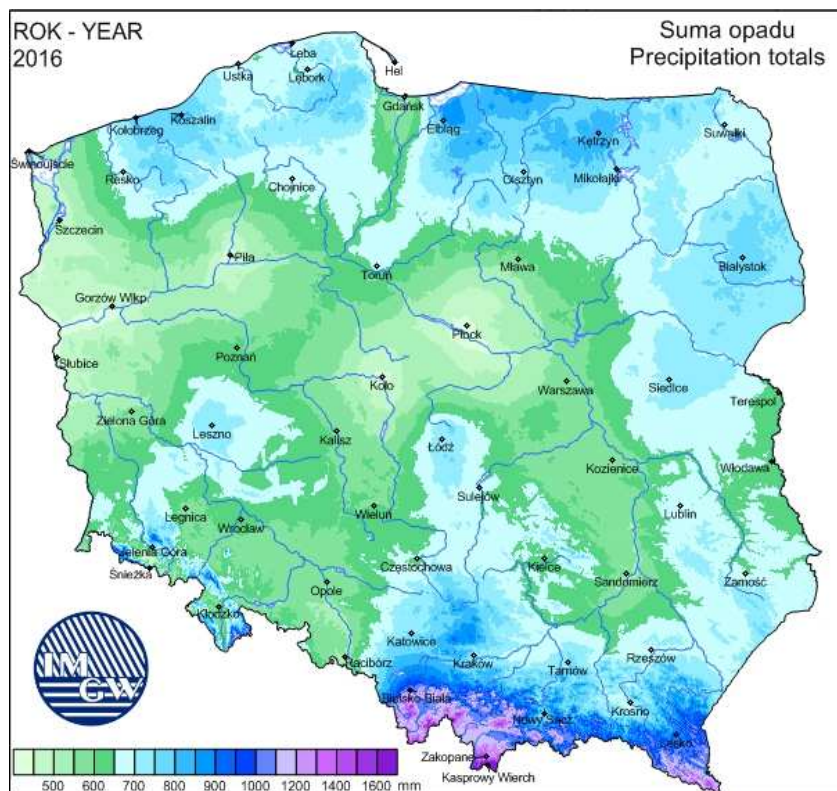 ROK - YEAR
2016
Suma opadu
Precipitation totals
Łeba
Hel
Ustka
Lębork
Gdańsk
Kołobrzeg
Koszalin
Elbląg
Kętrzyn
Suwałki
Świnoujście
Resko
Chojnice
Olsztyn
Mikołajki
Szczecin
Piła
Toruń
Mława
Białystok
Gorzów Wlkp.
Płock
Słubice
Poznań
Koło
Warszawa
Siedlce
Terespol
Zielona Góra
Leszno
Kalisz
Łódź
Kozienice
Włodawa
Sulejów
Legnica
Wrocław
Wieluń
Lublin
Jelenia Góra
Śnieżka
Częstochowa
Kielce
Sandomierz
Zamość
Opole
Kłodzko
Katowice
Kraków
Tarnów
Rzeszów
Racibórz
Bielsko Biała
Nowy Sącz
Krosno
Lesko
Zakopane
Kasprowy Wierch
IM
GW
500 600 700 800 900 1000 1200 1400 1600 mm